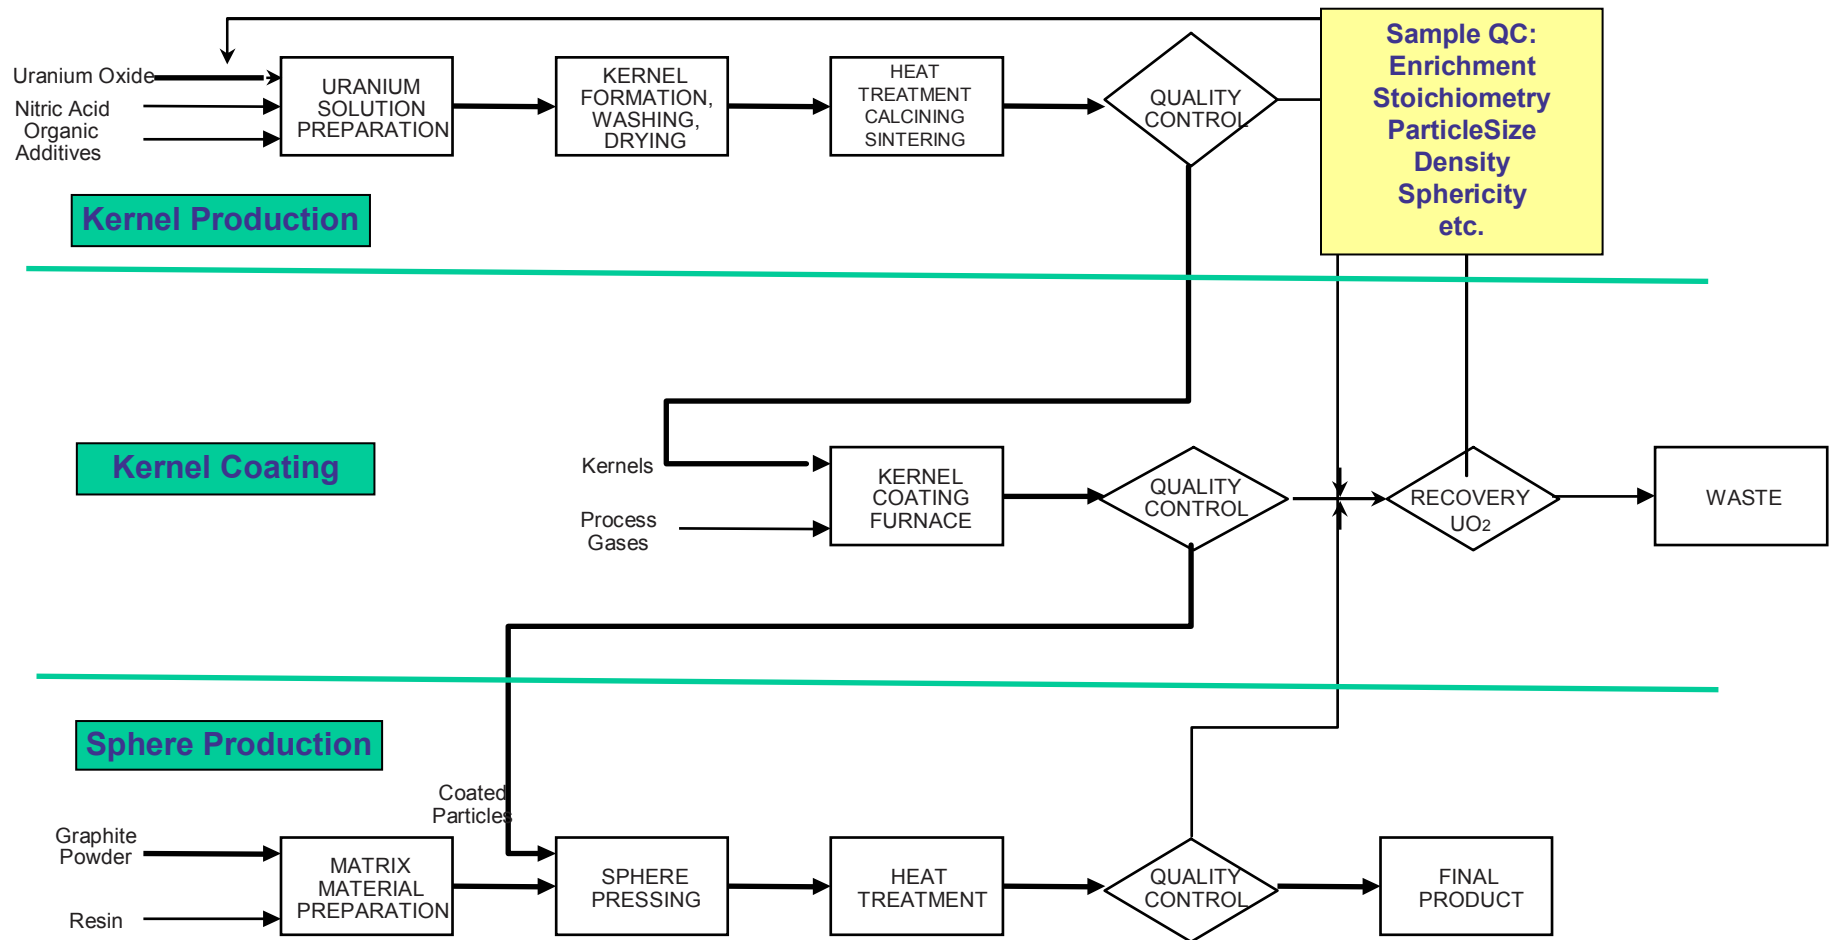 Uranium Oxide
Nitric Acid
Organic
Additives
URANIUM
SOLUTION
PREPARATION
KERNEL
FORMATION,
WASHING,
DRYING
HEAT
TREATMENT
CALCINING
SINTERING
QUALITY
CONTROL
Sample QC:
Enrichment
Stoichiometry
ParticleSize
Density
Sphericity
etc.
Kernel Production
Kernel Coating
Kernels
Process
Gases
KERNEL
COATING
FURNACE
QUALITY
CONTROL
RECOVERY
UO2
WASTE
Sphere Production
Coated
Particles
Graphite
Powder
Resin
MATRIX
MATERIAL
PREPARATION
SPHERE
PRESSING
HEAT
TREATMENT
QUALITY
CONTROL
FINAL
PRODUCT